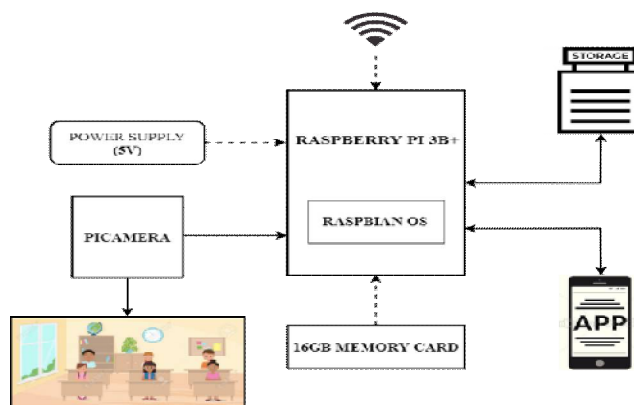 STORAGE
POWER SUPPLY
(5V)
RASPBERRY PI 3B+
PICAMERA
RASPBIAN OS
16GB MEMORY CARD
APP